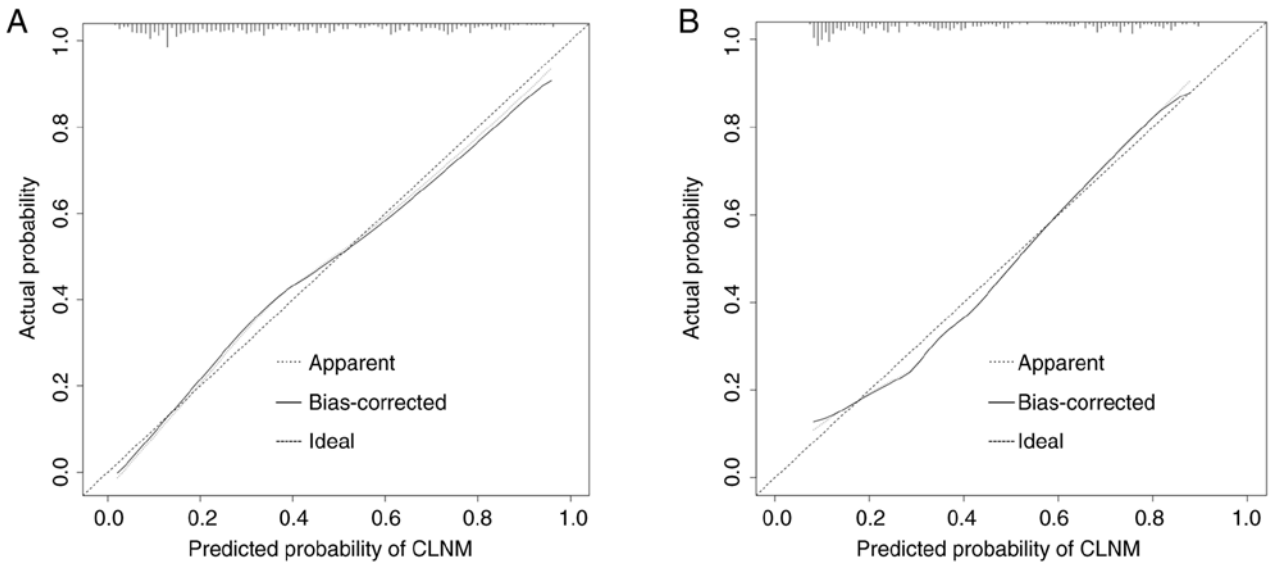 A
1.0
0.8
0.6
0.4
0.2
0.0
Actual probability
Apparent
Bias-corrected
Ideal
0.0 0.2 0.4 0.6 0.8 1.0
Predicted probability of CLNM
B
1.0
0.8
0.6
0.4
0.2
0.0
Actual probability
Apparent
Bias-corrected
Ideal
0.0 0.2 0.4 0.6 0.8 1.0
Predicted probability of CLNM